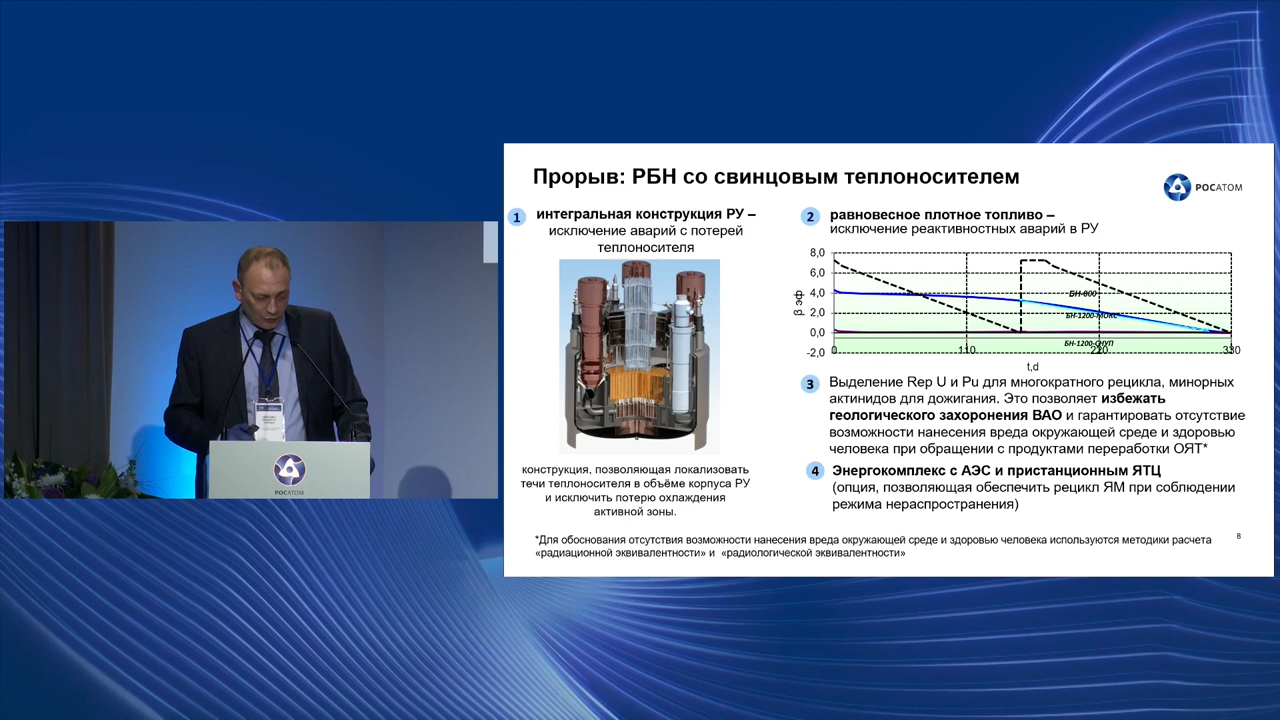 Прорыв: РБН со свинцовым теплоносителем
РОСАТОМ
1
интегральная конструкция РУ –
исключение аварий с потерей
теплоносителя
конструкция, позволяющая локализовать
течи теплоносителя в объёме корпуса РУ
и исключить потерю охлаждения
активной зоны.
2
равновесное плотное топливо –
исключение реактивностных аварий в РУ
8,0
6,0
4,0
2,0
0,0
-2,0
β эф
БН-800
БН-1200-МОКС
БН-1200-СНУП
0
110
220
330
t,d
3
Выделение Rep U и Pu для многократного рецикла, минорных
актинидов для дожигания. Это позволяет избежать
геологического захоронения ВАО и гарантировать отсутствие
возможности нанесения вреда окружающей среде и здоровью
человека при обращении с продуктами переработки ОЯТ*
4
Энергокомплекс с АЭС и пристанционным ЯТЦ
(опция, позволяющая обеспечить рецикл ЯМ при соблюдении
режима нераспространения)
*Для обоснования отсутствия возможности нанесения вреда окружающей среде и здоровью человека используются методики расчета
«радиационной эквивалентности» и «радиологической эквивалентности»
8
РОСАТОМ